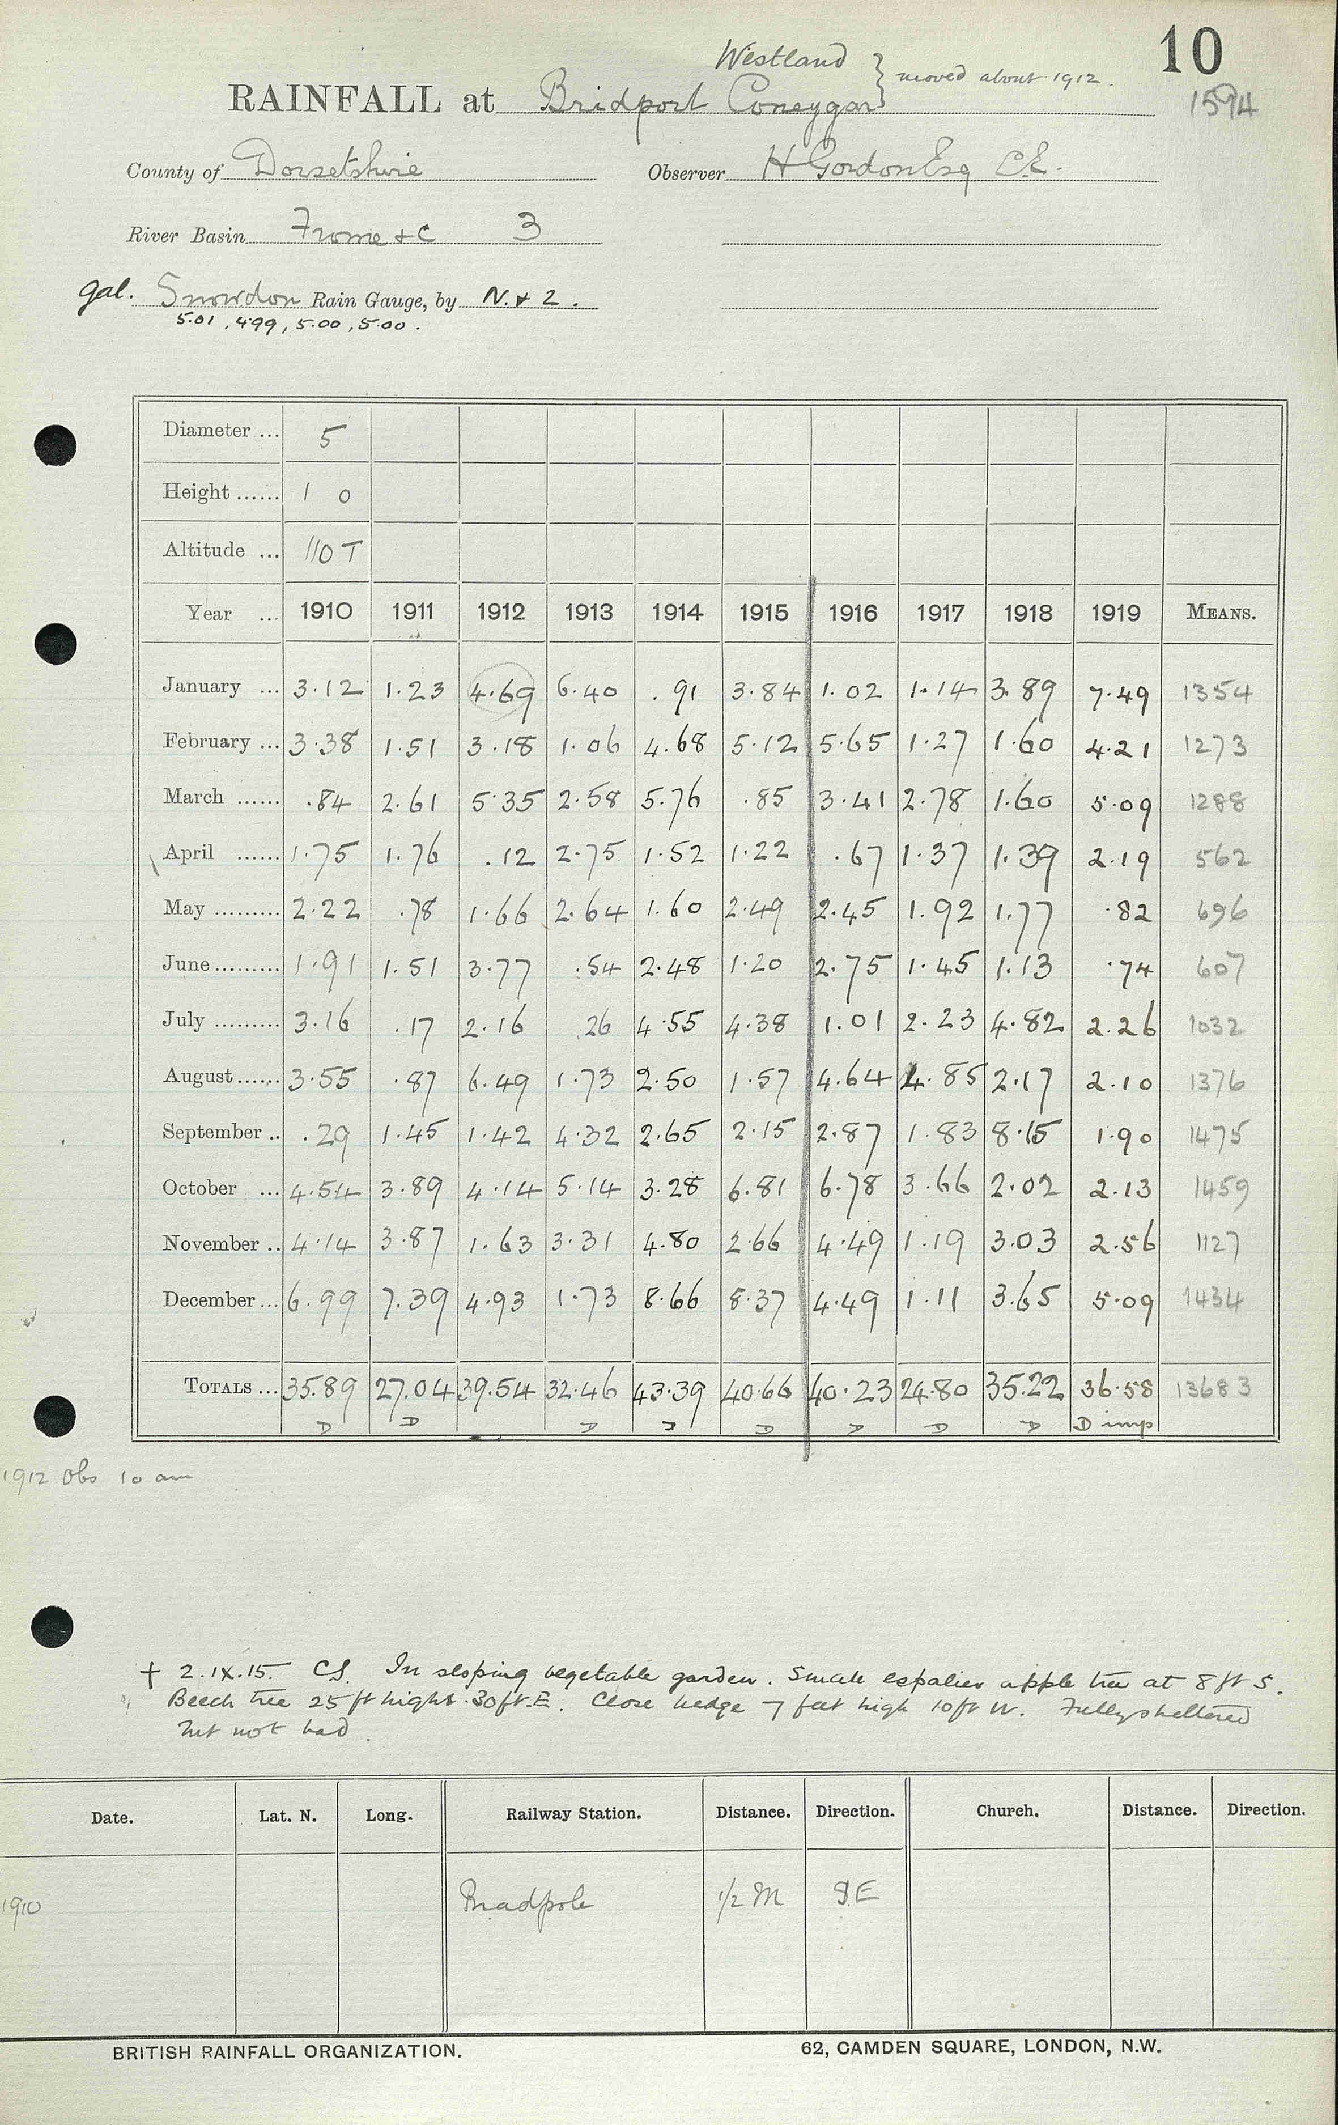 Westland } moved about 1912.
10
RAINFALL at Bridport Coneygar
1594
County of Dorsetshire Observer H Gordon Esq C.E.
River Basin Frome &c 3
gal. Snowdon Rain Gauge, by N. & Z.
5.01, 4.99, 5.00, 5.00.
Diameter ... 5
Height ...... 1 0
Altitude ... 110 T
Year ... 1910 1911 1912 1913 1914 1915 1916 1917 1918 1919 MEANS.
January ... 3.12 1.23 4.69 6.40 .91 3.84 1.02 1.14 3.89 7.49 1354
February ... 3.38 1.51 3.18 1.06 4.68 5.12 5.65 1.27 1.60 4.21 1273
March ...... .84 2.61 5.35 2.58 5.76 .85 3.41 2.78 1.60 5.09 1288
April ...... 1.75 1.76 .12 2.75 1.52 1.22 .67 1.37 1.39 2.19 562
May ......... 2.22 .78 1.66 2.64 1.60 2.49 2.45 1.92 1.77 .82 696
June ......... 1.91 1.51 3.77 .54 2.48 1.20 2.75 1.45 1.13 .74 607
July ......... 3.16 .17 2.16 .26 4.55 4.38 1.01 2.23 4.82 2.26 1032
August ...... 3.55 .87 6.49 1.73 2.50 1.57 4.64 4.85 2.17 2.10 1376
September .. .29 1.45 1.42 4.32 2.65 2.15 2.87 1.83 8.15 1.90 1475
October ... 4.54 3.89 4.14 5.14 3.28 6.81 6.78 3.66 2.02 2.13 1459
November .. 4.14 3.87 1.63 3.31 4.80 2.66 4.49 1.19 3.03 2.56 1127
December ... 6.99 7.39 4.93 1.73 8.66 8.37 4.49 1.11 3.65 5.09 1434
TOTALS ... 35.89 27.04 39.54 32.46 43.39 40.66 40.23 24.80 35.22 36.58 13683
D D D D D D D D D imp
1912 Obs 10 am
† 2.IX.15. CS. In sloping vegetable garden. Small espalier apple tree at 8 ft S.
Beech tree 25 ft hight 30 ft. E. Close hedge 7 feet high 10 ft W. Fully sheltered
but not bad.
Date. Lat. N. Long. Railway Station. Distance. Direction. Church. Distance. Direction.
1910 Bradpole 1/2 M SE
BRITISH RAINFALL ORGANIZATION. 62, CAMDEN SQUARE, LONDON, N.W.